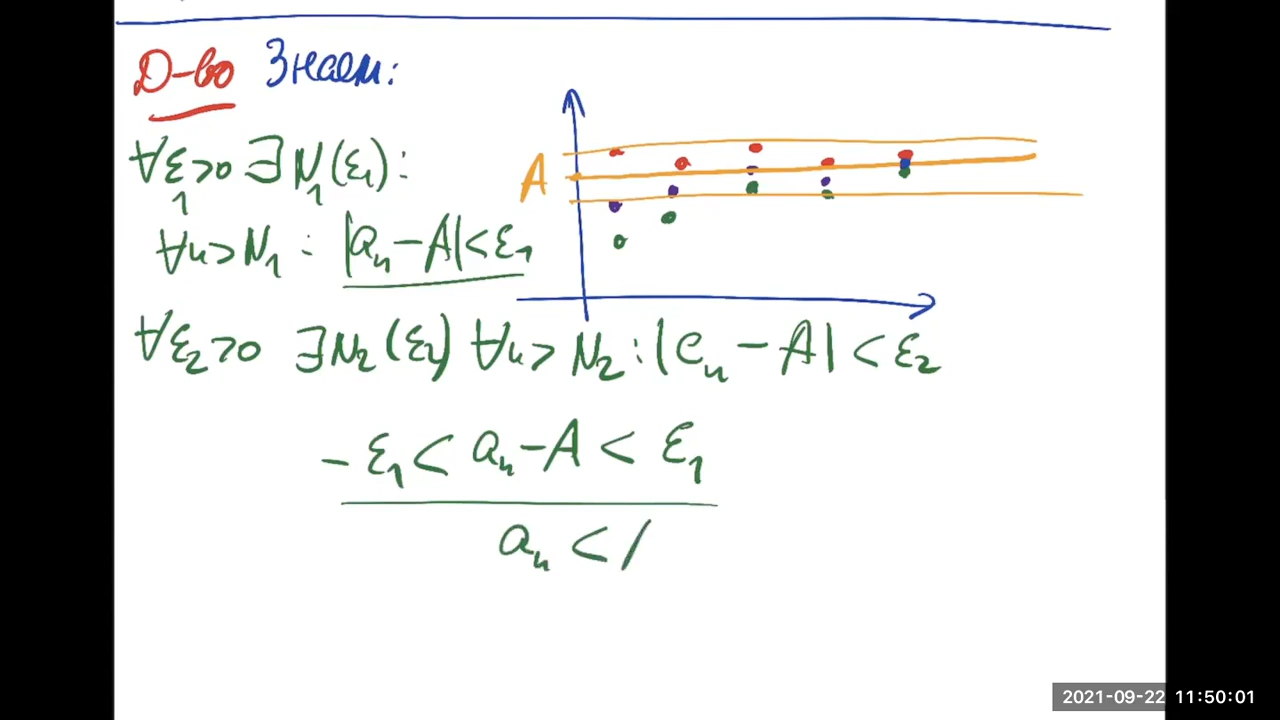 Д-во Знаем:
∀ε₁>0 ∃ N₁(ε₁):
A
∀n>N₁ : |aₙ-A|<ε₁
∀ε₂>0 ∃N₂(ε₂) ∀n>N₂:|cₙ-A|<ε₂
-ε₁< aₙ-A< ε₁
aₙ</
2021-09-22 11:50:01